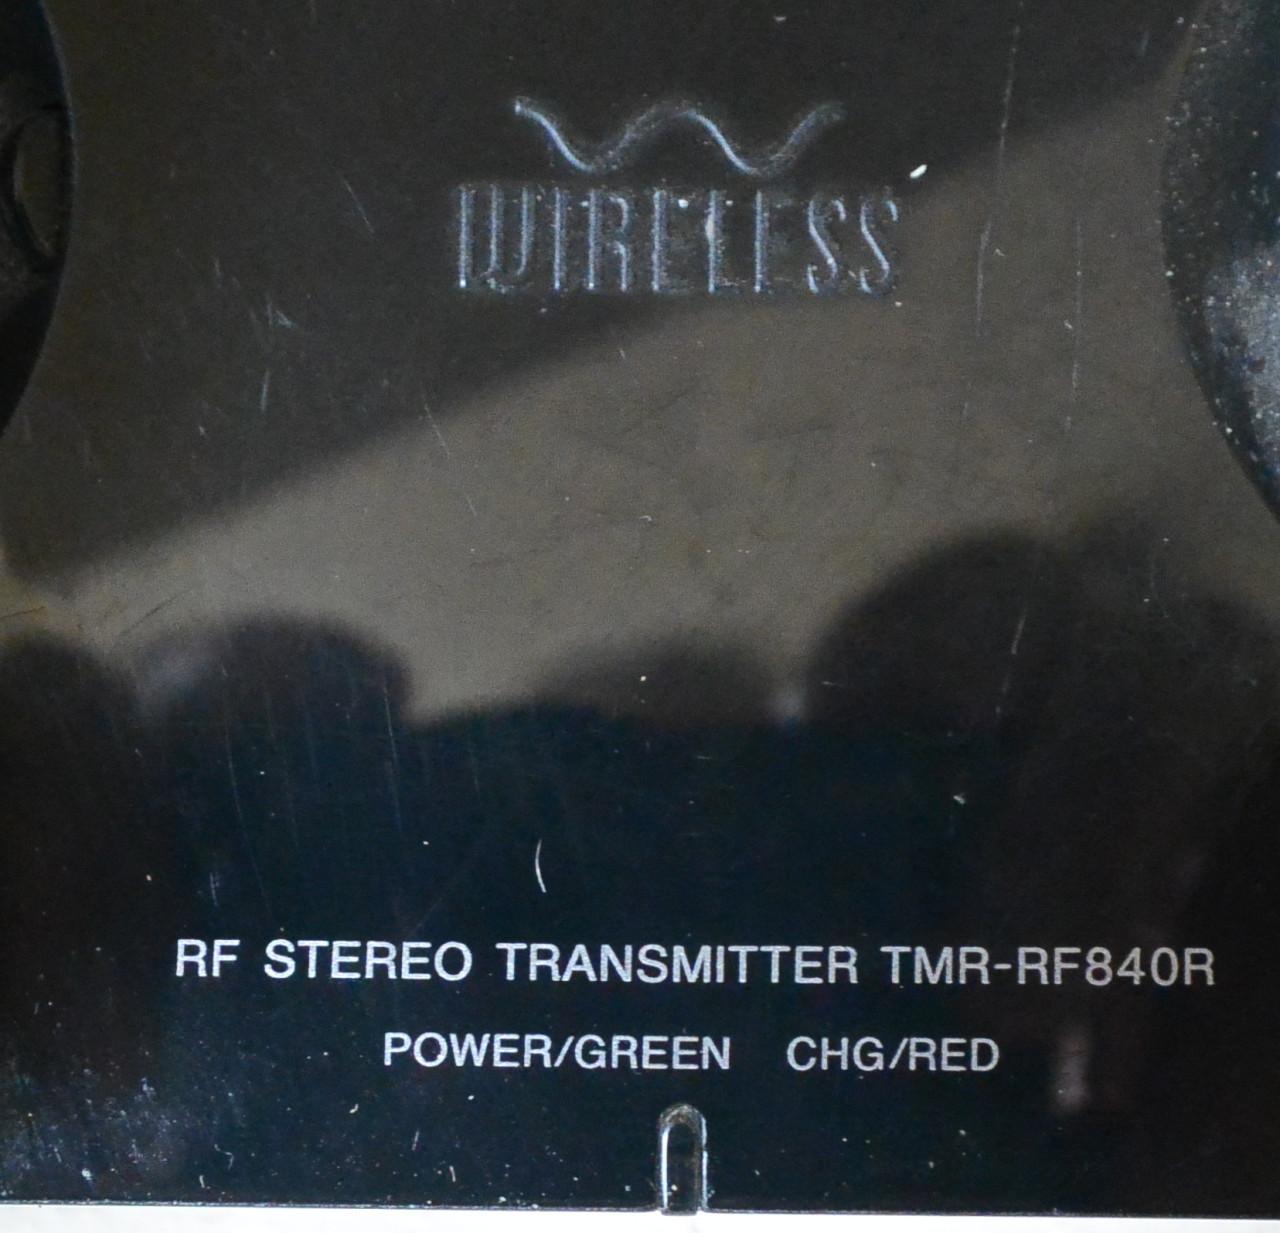 WIRELESS
RF STEREO TRANSMITTER TMR-RF840R
POWER/GREEN CHG/RED